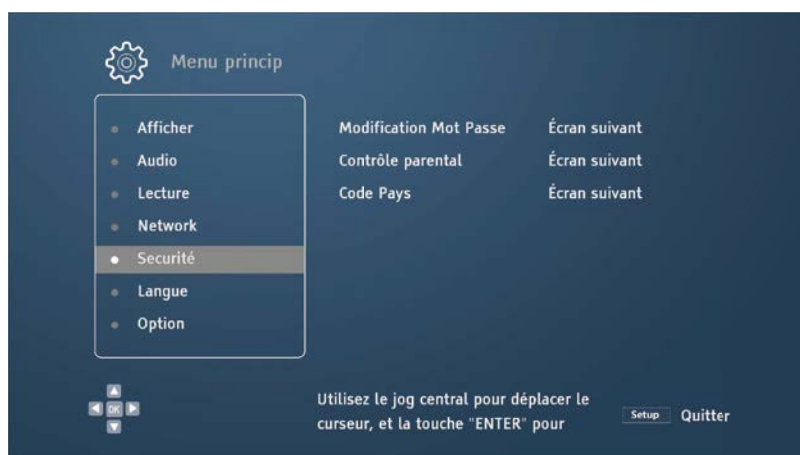 Menu princip
Afficher
Audio
Lecture
Network
Securité
Langue
Option
Modification Mot Passe Écran suivant
Contrôle parental Écran suivant
Code Pays Écran suivant
OK
Utilisez le jog central pour déplacer le
curseur, et la touche "ENTER" pour
Setup Quitter